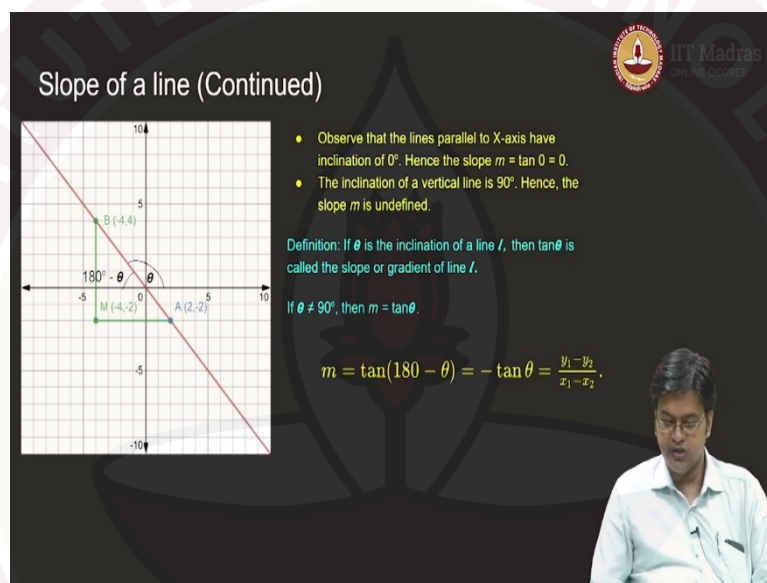 IIT Madras
ONLINE DEGREE
Slope of a line (Continued)
10
5
B (-4,4)
180° - θ
θ
-5
0
5
10
M (-4,-2)
A (2,-2)
-5
-10
• Observe that the lines parallel to X-axis have
inclination of 0°. Hence the slope m = tan 0 = 0.
• The inclination of a vertical line is 90°. Hence, the
slope m is undefined.
Definition: If θ is the inclination of a line l, then tanθ is
called the slope or gradient of line l.
If θ ≠ 90°, then m = tanθ.
m = tan(180 − θ) = − tan θ = (y₁−y₂)/(x₁−x₂).